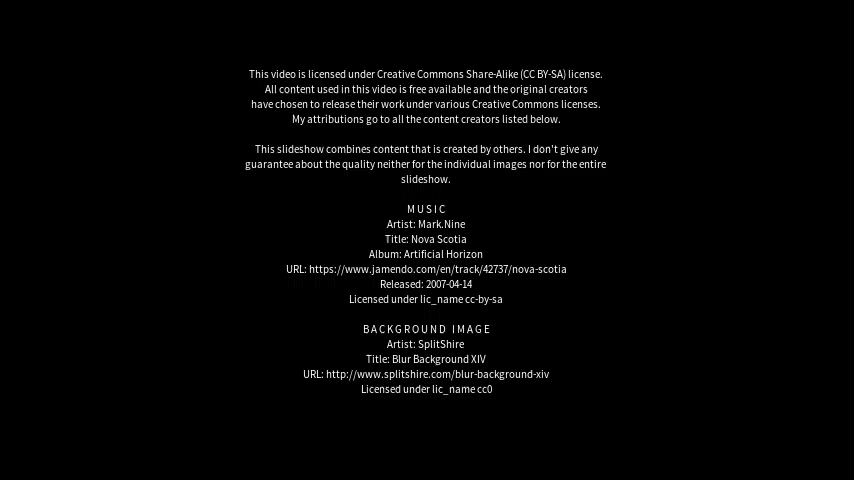 This video is licensed under Creative Commons Share-Alike (CC BY-SA) license.
All content used in this video is free available and the original creators
have chosen to release their work under various Creative Commons licenses.
My attributions go to all the content creators listed below.
This slideshow combines content that is created by others. I don't give any
guarantee about the quality neither for the individual images nor for the entire
slideshow.
MUSIC
Artist: Mark.Nine
Title: Nova Scotia
Album: Artificial Horizon
URL: https://www.jamendo.com/en/track/42737/nova-scotia
Released: 2007-04-14
Licensed under lic_name cc-by-sa
BACKGROUND IMAGE
Artist: SplitShire
Title: Blur Background XIV
URL: http://www.splitshire.com/blur-background-xiv
Licensed under lic_name cc0